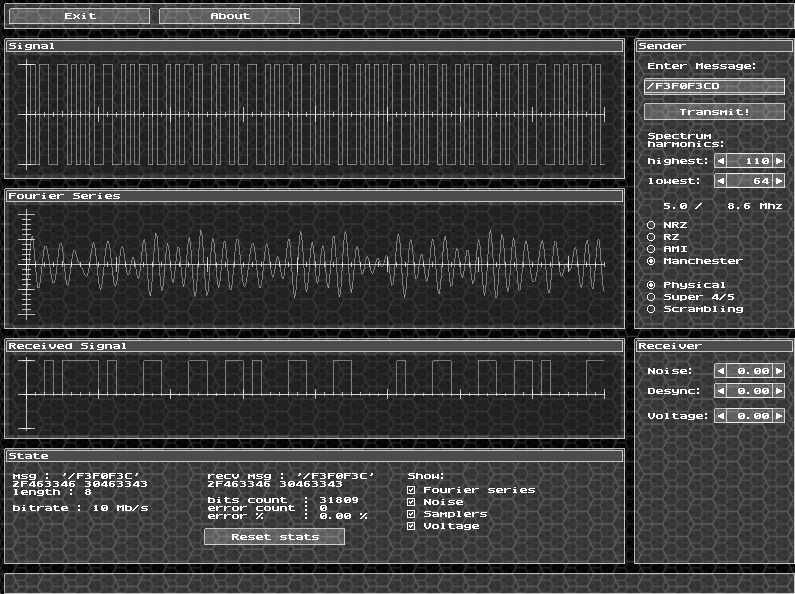 Exit About
Signal
Sender
Enter Message:
/F3F0F3CD
Transmit!
Spectrum
harmonics:
highest: 110
lowest: 64
5.0 / 8.6 Mhz
NRZ
RZ
AMI
Manchester
Physical
Super 4/5
Scrambling
Fourier Series
Received Signal
Receiver
Noise: 0.00
Desync: 0.00
Voltage: 0.00
State
msg : '/F3F0F3C'
2F463346 30463343
length : 8
bitrate : 10 Mb/s
recv msg : '/F3F0F3C'
2F463346 30463343
bits count : 31809
error count : 0
error % : 0.00 %
Reset stats
Show:
Fourier series
Noise
Samplers
Voltage